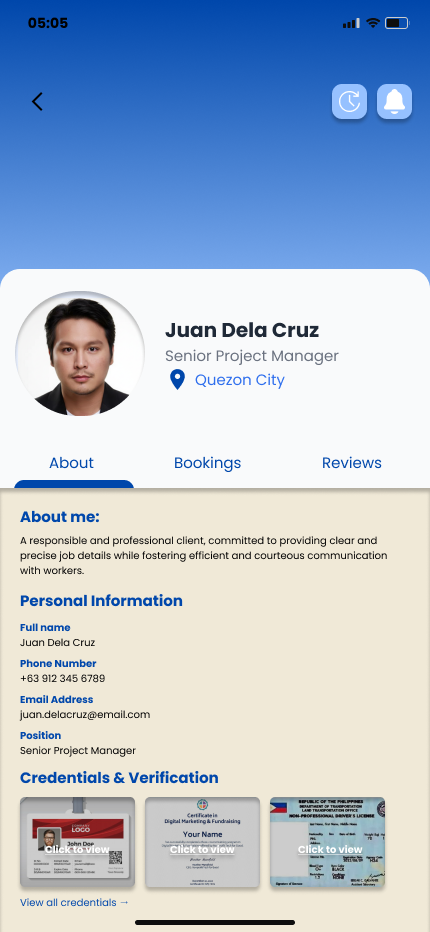 05:05
Juan Dela Cruz
Senior Project Manager
Quezon City
About Bookings Reviews
About me:
A responsible and professional client, committed to providing clear and
precise job details while fostering efficient and courteous communication
with workers.
Personal Information
Full name
Juan Dela Cruz
Phone Number
+63 912 345 6789
Email Address
juan.delacruz@email.com
Position
Senior Project Manager
Credentials & Verification
LOGO
John Doe
Click to view
Certificate in
Digital Marketing & Fundraising
Your Name
Click to view
REPUBLIC OF THE PHILIPPINES
DEPARTMENT OF TRANSPORTATION
LAND TRANSPORTATION OFFICE
NON-PROFESSIONAL DRIVER'S LICENSE
Click to view
BLACK
View all credentials →